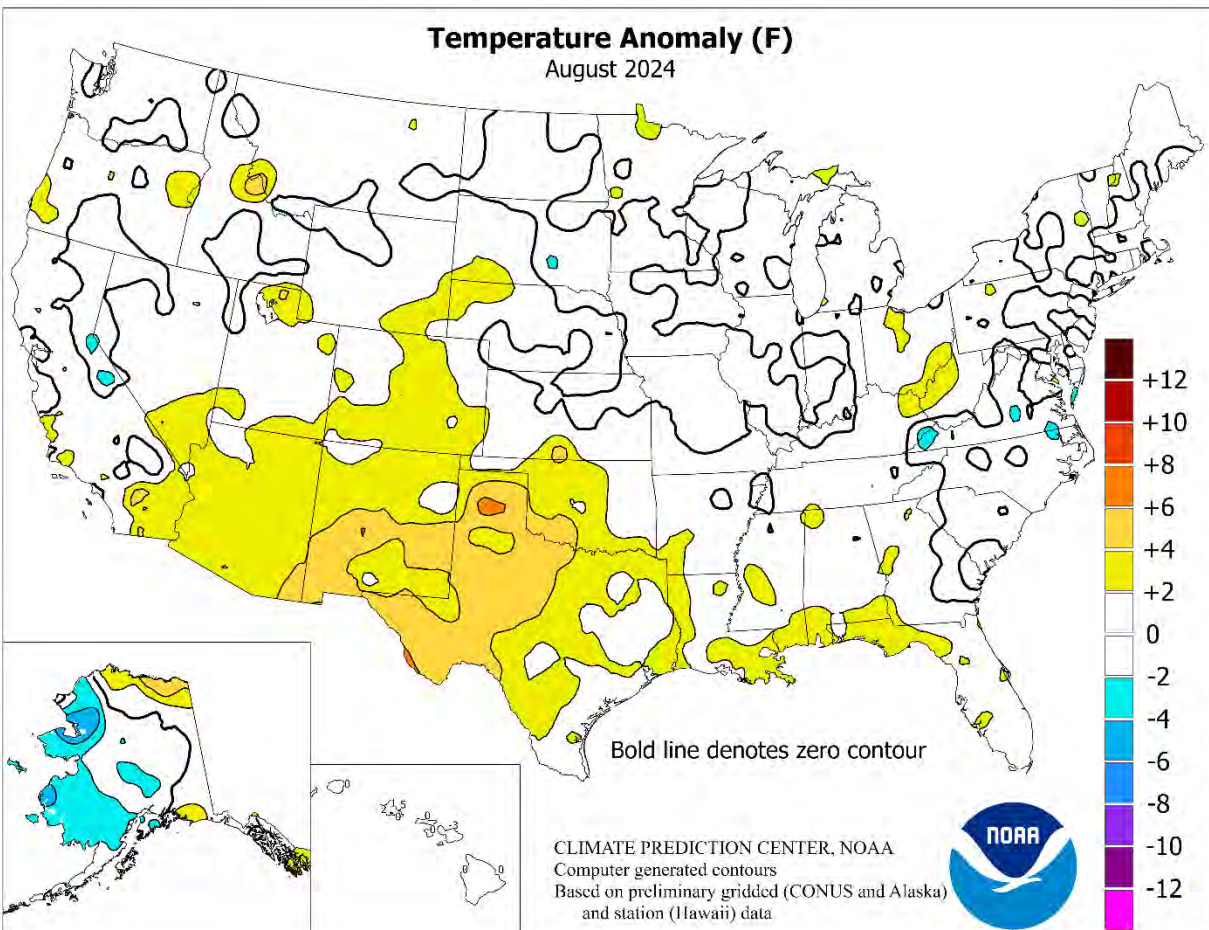 Temperature Anomaly (F)
August 2024
+12
+10
+8
+6
+4
+2
0
-2
-4
-6
-8
-10
-12
Bold line denotes zero contour
NOAA
CLIMATE PREDICTION CENTER, NOAA
Computer generated contours
Based on preliminary gridded (CONUS and Alaska)
and station (Hawaii) data